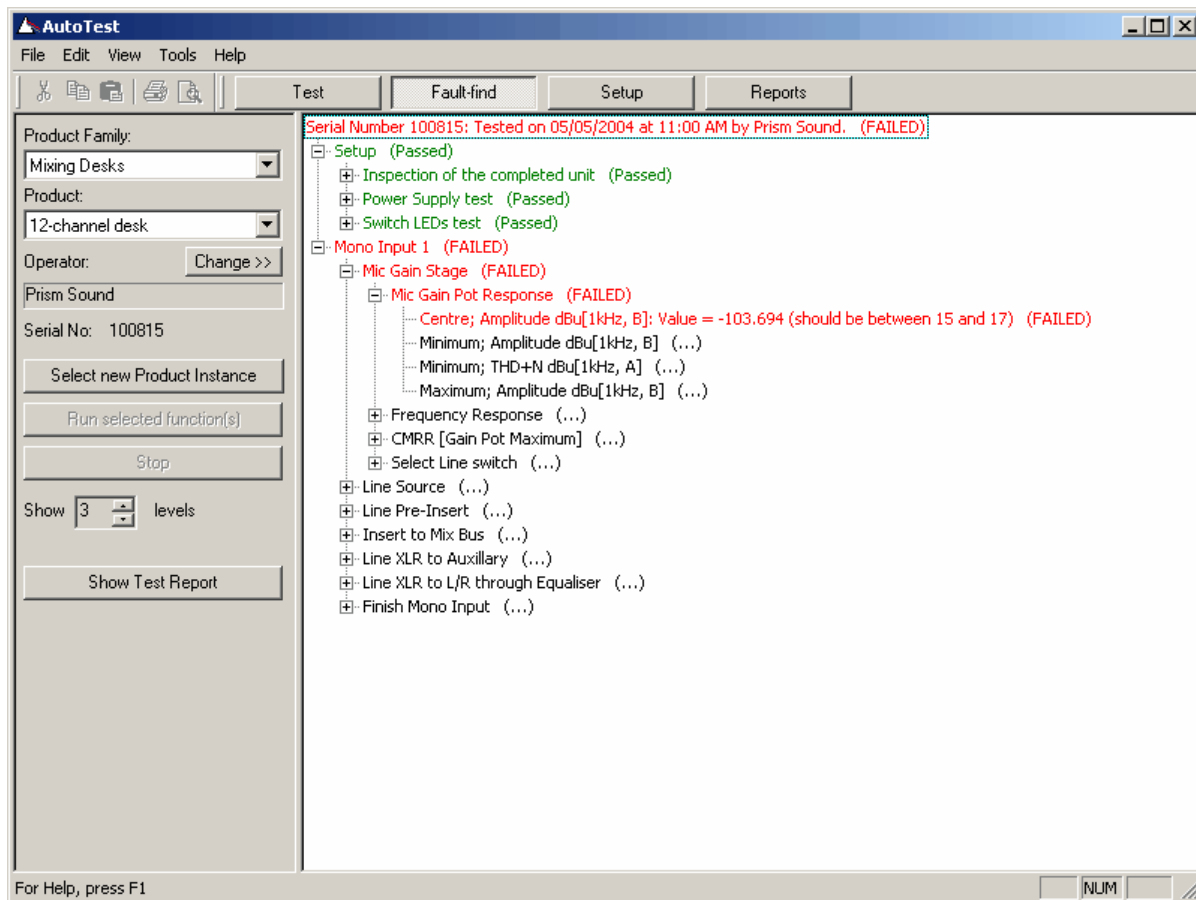 AutoTest
File Edit View Tools Help
Test Fault-find Setup Reports
Product Family:
Mixing Desks
Product:
12-channel desk
Operator: Change >>
Prism Sound
Serial No: 100815
Select new Product Instance
Run selected function(s)
Stop
Show 3 levels
Show Test Report
Serial Number 100815: Tested on 05/05/2004 at 11:00 AM by Prism Sound. (FAILED)
Setup (Passed)
Inspection of the completed unit (Passed)
Power Supply test (Passed)
Switch LEDs test (Passed)
Mono Input 1 (FAILED)
Mic Gain Stage (FAILED)
Mic Gain Pot Response (FAILED)
Centre; Amplitude dBu[1kHz, B]: Value = -103.694 (should be between 15 and 17) (FAILED)
Minimum; Amplitude dBu[1kHz, B] (...)
Minimum; THD+N dBu[1kHz, A] (...)
Maximum; Amplitude dBu[1kHz, B] (...)
Frequency Response (...)
CMRR [Gain Pot Maximum] (...)
Select Line switch (...)
Line Source (...)
Line Pre-Insert (...)
Insert to Mix Bus (...)
Line XLR to Auxillary (...)
Line XLR to L/R through Equaliser (...)
Finish Mono Input (...)
For Help, press F1
NUM